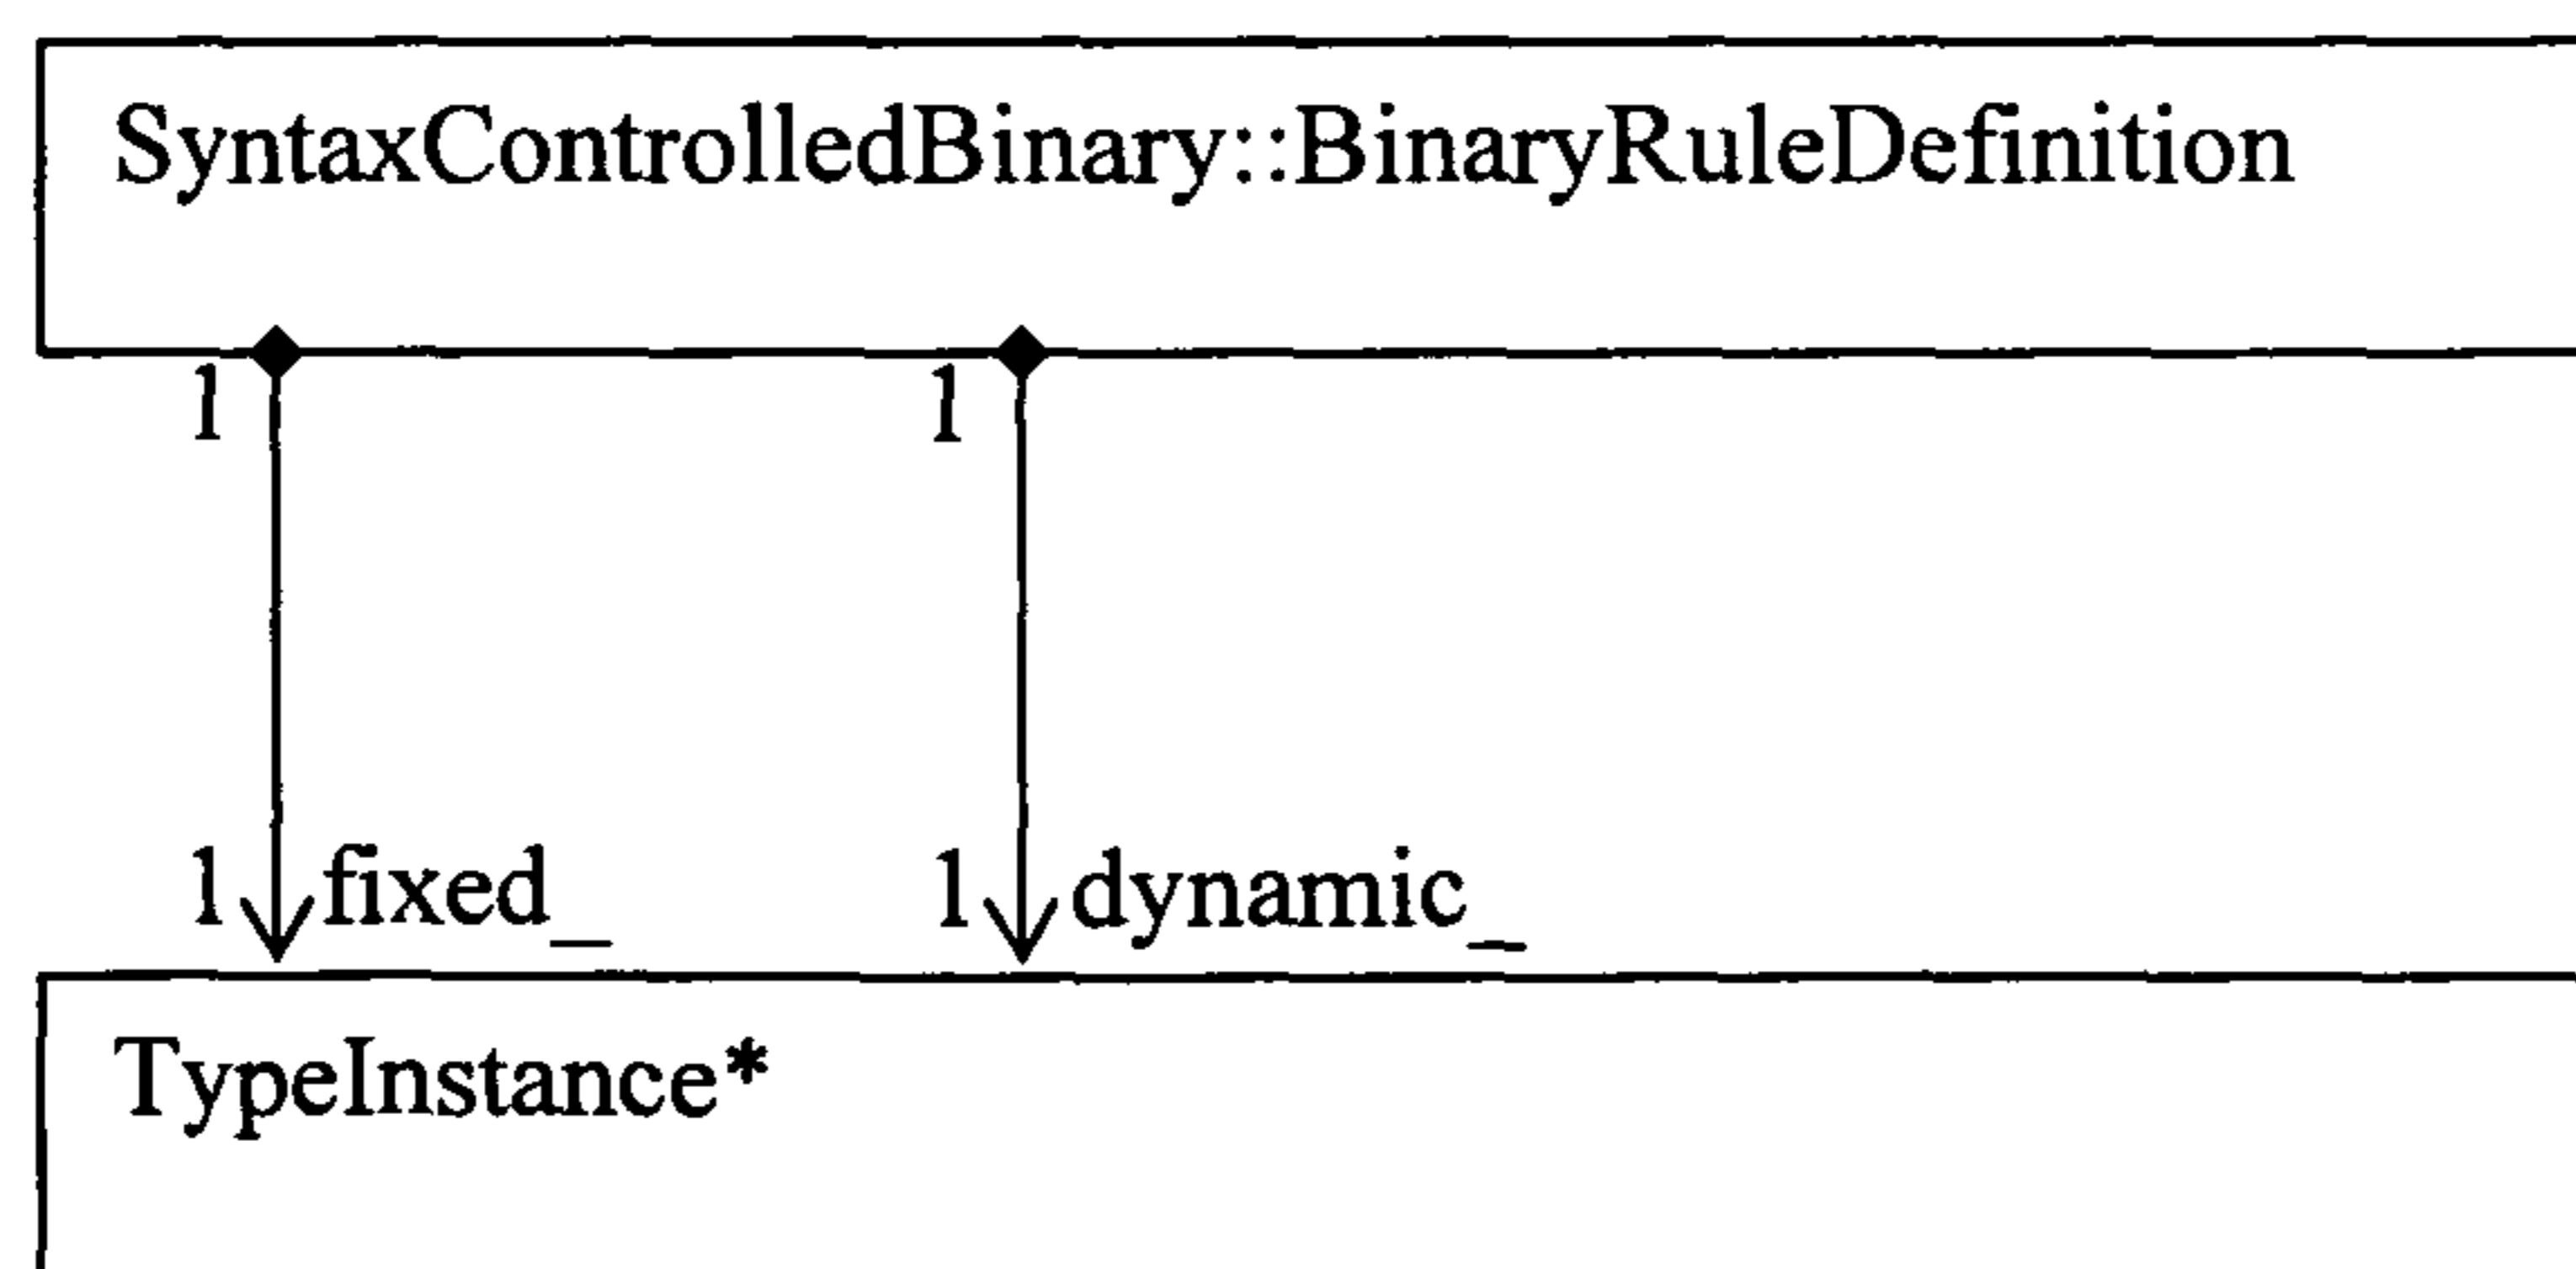 SyntaxControlledBinary::BinaryRuleDefinition
1 1
1 fixed_ 1 dynamic_
TypeInstance*